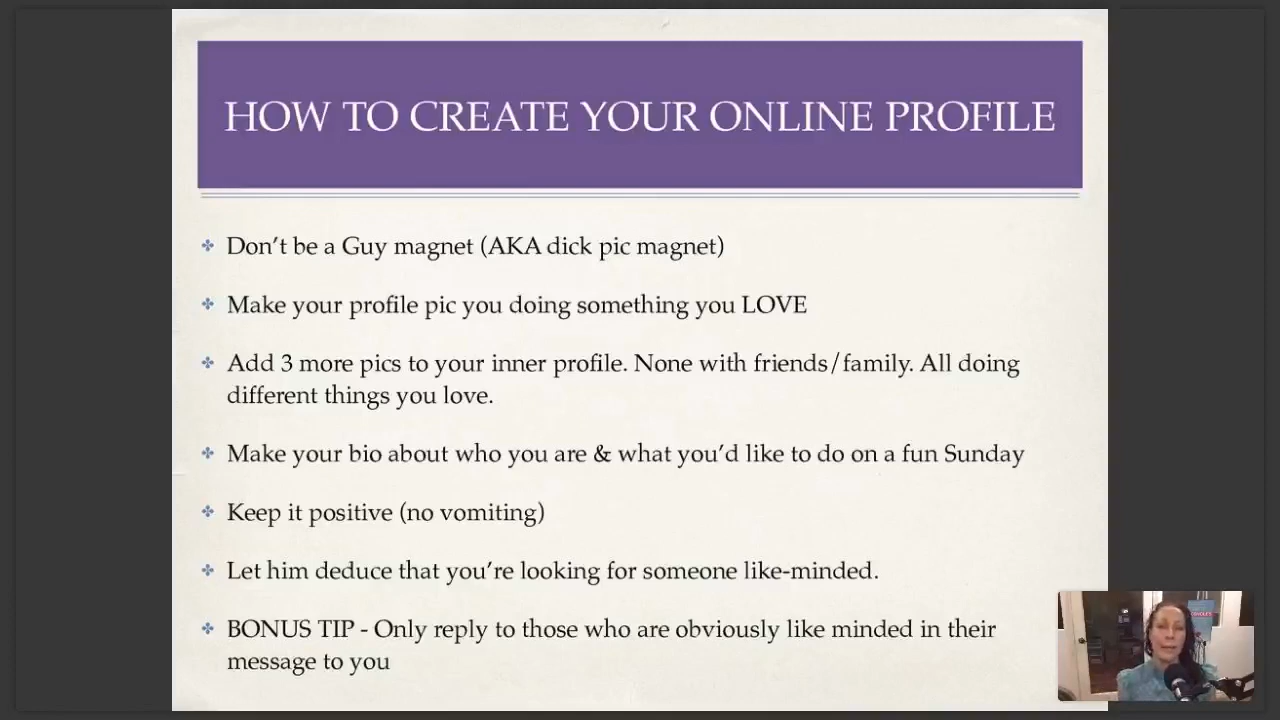 HOW TO CREATE YOUR ONLINE PROFILE
Don't be a Guy magnet (AKA dick pic magnet)
Make your profile pic you doing something you LOVE
Add 3 more pics to your inner profile. None with friends/family. All doing
different things you love.
Make your bio about who you are & what you'd like to do on a fun Sunday
Keep it positive (no vomiting)
Let him deduce that you're looking for someone like-minded.
BONUS TIP - Only reply to those who are obviously like minded in their
message to you